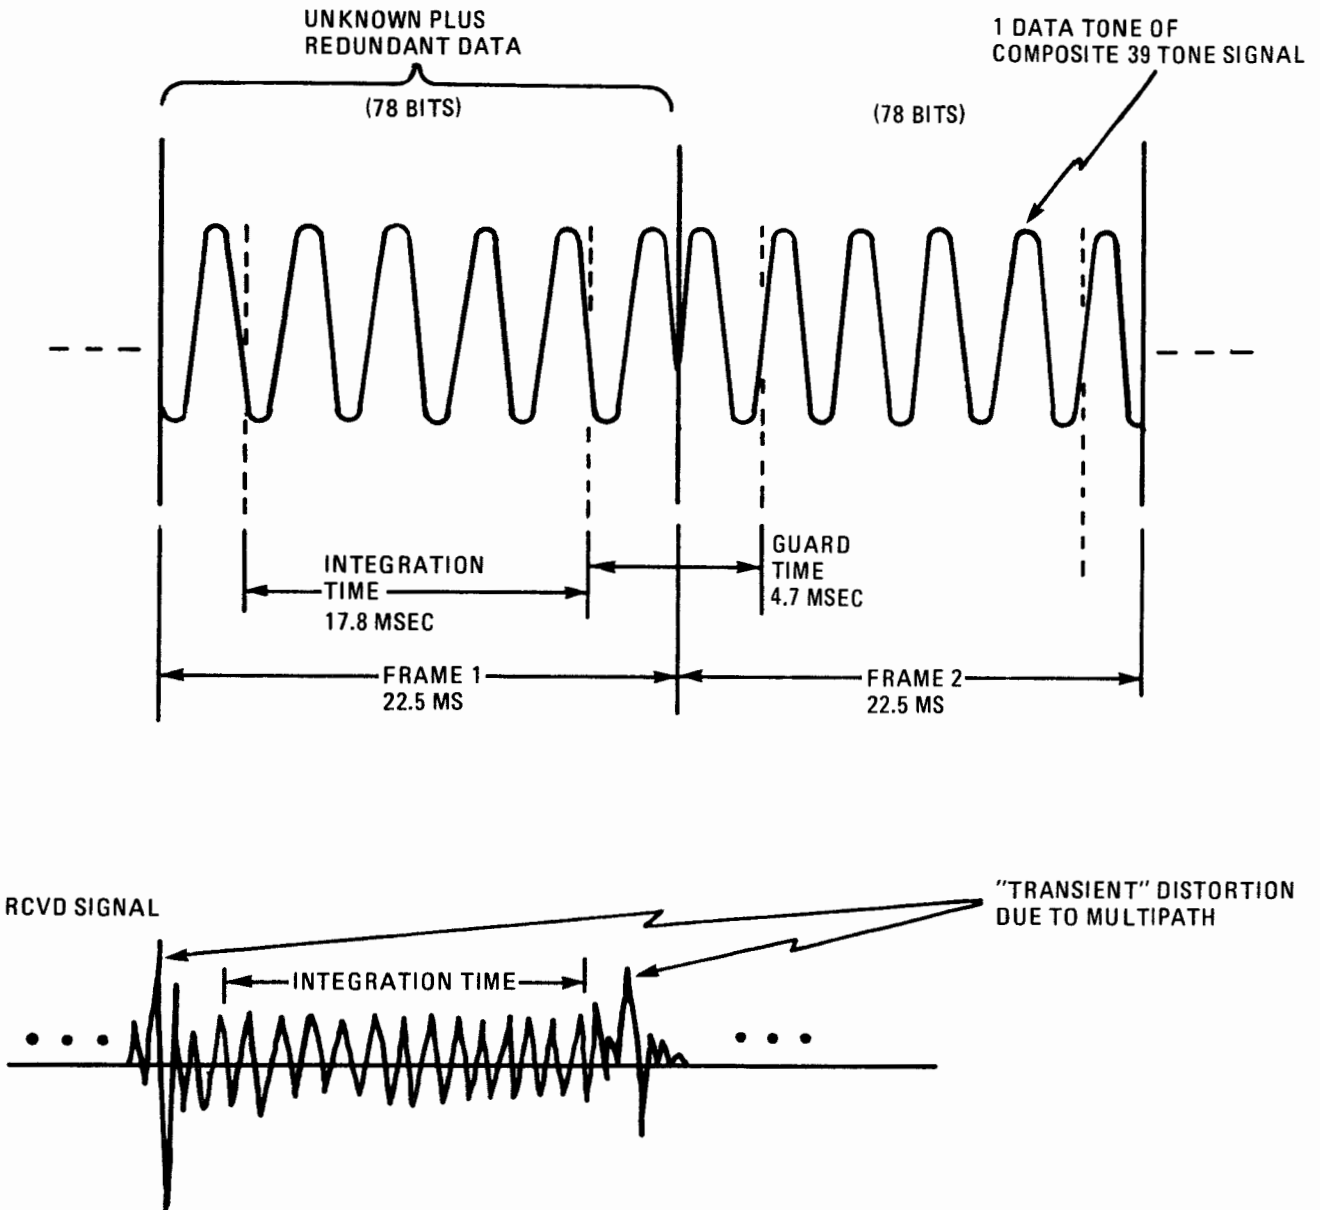 UNKNOWN PLUS
REDUNDANT DATA
(78 BITS)
1 DATA TONE OF
COMPOSITE 39 TONE SIGNAL
(78 BITS)
INTEGRATION
TIME
17.8 MSEC
GUARD
TIME
4.7 MSEC
FRAME 1
22.5 MS
FRAME 2
22.5 MS
RCVD SIGNAL
"TRANSIENT" DISTORTION
DUE TO MULTIPATH
INTEGRATION TIME